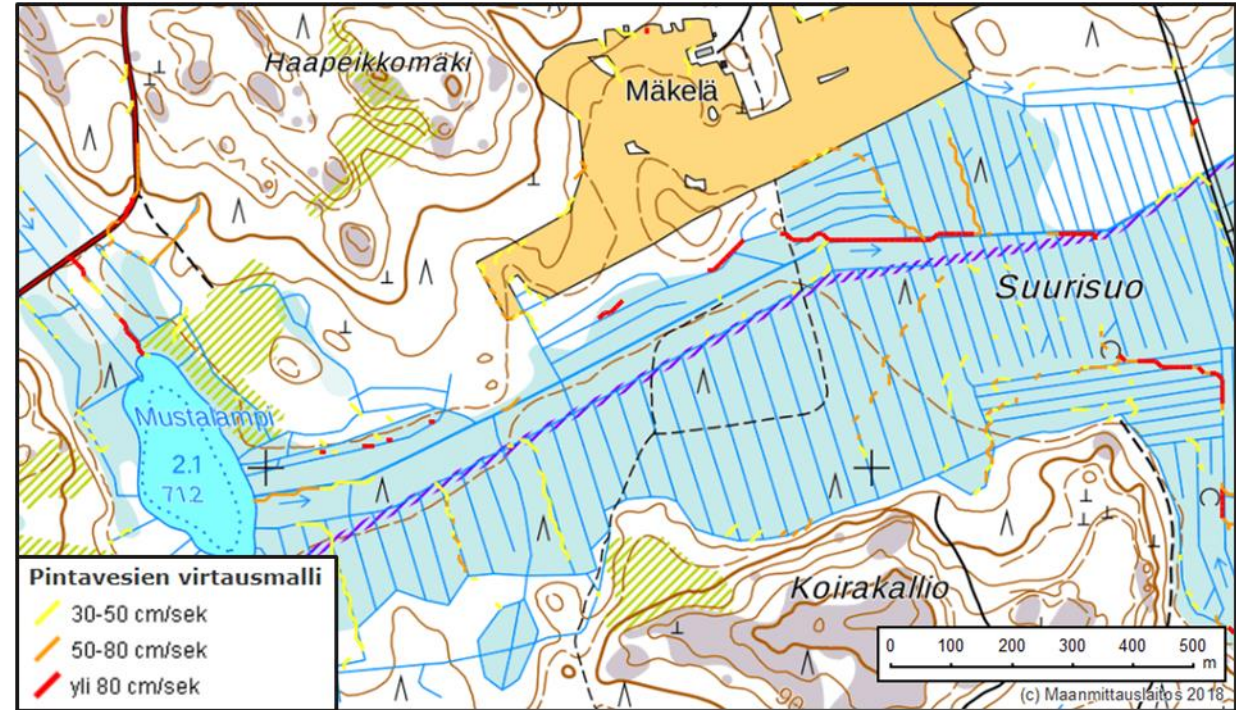 Haapeikkomäki
Mäkelä
Suurisuo
Mustalampi
2.1
71.2
Koirakallio
90
Pintavesien virtausmalli
30-50 cm/sek
50-80 cm/sek
yli 80 cm/sek
0 100 200 300 400 500
m
(c) Maanmittauslaitos 2018